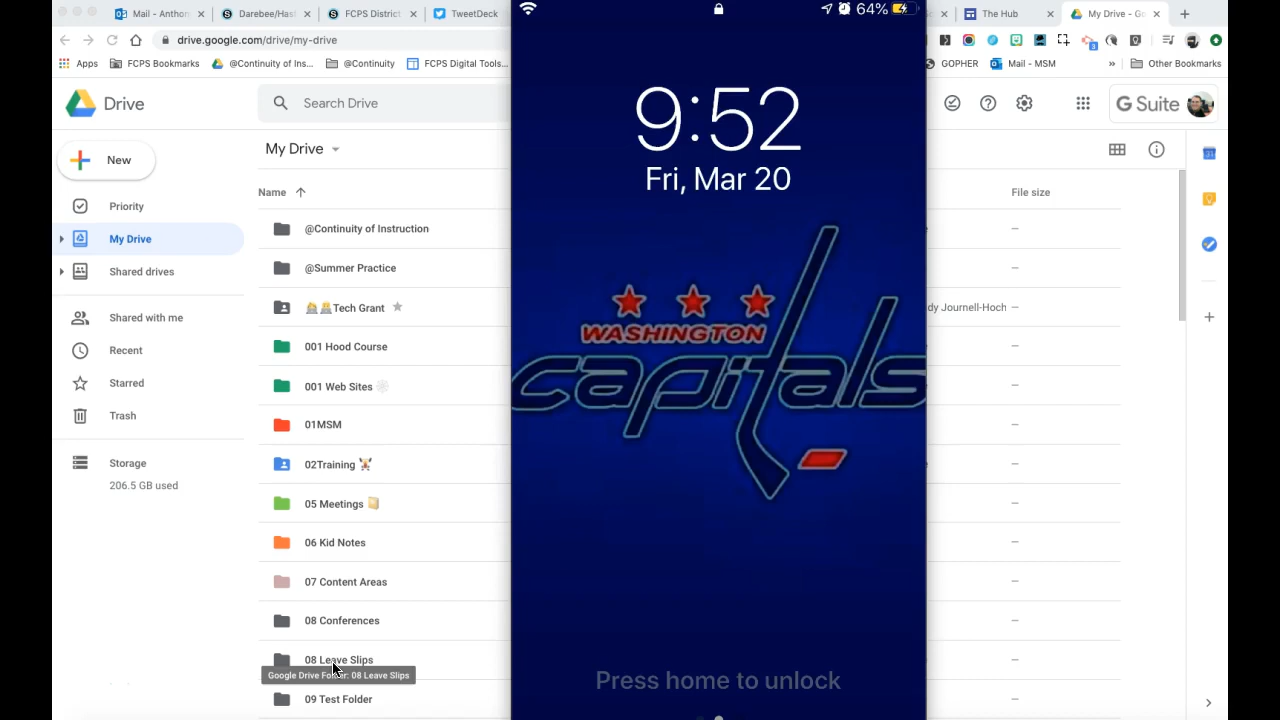 Mail - Anthon
Darebee/Hast
FCPS District
TweetDeck
The Hub
My Drive - Go
drive.google.com/drive/my-drive
Apps
FCPS Bookmarks
@Continuity of Ins...
@Continuity
FCPS Digital Tools...
GOPHER
Mail - MSM
»
Other Bookmarks
Drive
Search Drive
G Suite
New
My Drive
Name
File size
Priority
My Drive
Shared drives
Shared with me
Recent
Starred
Trash
Storage
206.5 GB used
@Continuity of Instruction
@Summer Practice
Tech Grant
dy Journell-Hoch
001 Hood Course
001 Web Sites
01MSM
02Training
05 Meetings
06 Kid Notes
07 Content Areas
08 Conferences
08 Leave Slips
Google Drive Folder: 08 Leave Slips
09 Test Folder
64%
9:52
Fri, Mar 20
WASHINGTON
capitals
Press home to unlock